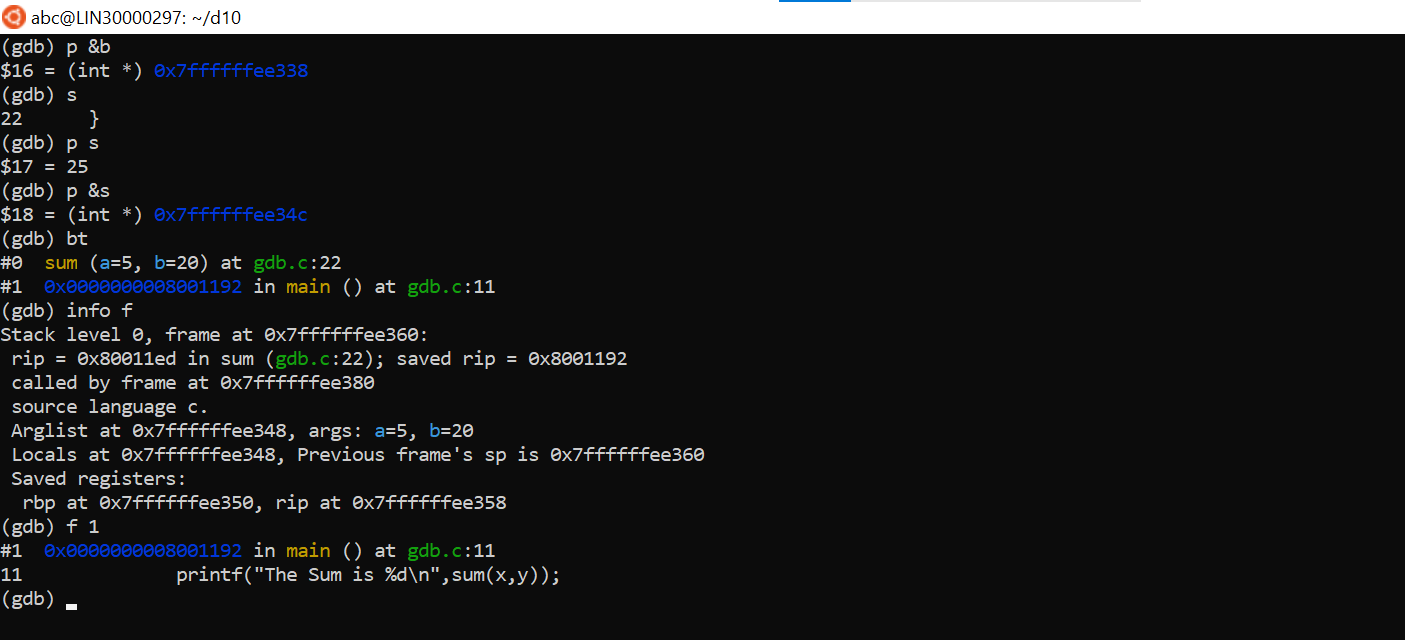 abc@LIN30000297: ~/d10
(gdb) p &b
$16 = (int *) 0x7ffffffee338
(gdb) s
22      }
(gdb) p s
$17 = 25
(gdb) p &s
$18 = (int *) 0x7ffffffee34c
(gdb) bt
#0  sum (a=5, b=20) at gdb.c:22
#1  0x0000000008001192 in main () at gdb.c:11
(gdb) info f
Stack level 0, frame at 0x7ffffffee360:
 rip = 0x80011ed in sum (gdb.c:22); saved rip = 0x8001192
 called by frame at 0x7ffffffee380
 source language c.
 Arglist at 0x7ffffffee348, args: a=5, b=20
 Locals at 0x7ffffffee348, Previous frame's sp is 0x7ffffffee360
 Saved registers:
  rbp at 0x7ffffffee350, rip at 0x7ffffffee358
(gdb) f 1
#1  0x0000000008001192 in main () at gdb.c:11
11              printf("The Sum is %d\n",sum(x,y));
(gdb)